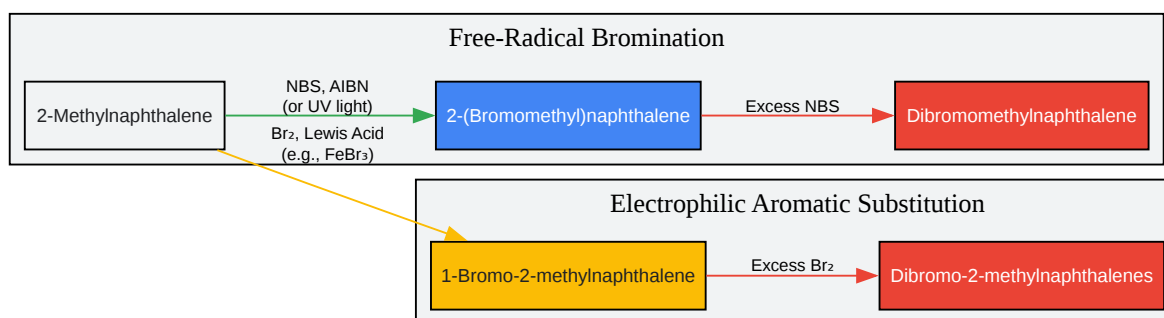 Free-Radical Bromination
2-Methylnaphthalene
NBS, AIBN
(or UV light)
Br₂, Lewis Acid
(e.g., FeBr₃)
2-(Bromomethyl)naphthalene
Excess NBS
Dibromomethylnaphthalene
Electrophilic Aromatic Substitution
1-Bromo-2-methylnaphthalene
Excess Br₂
Dibromo-2-methylnaphthalenes